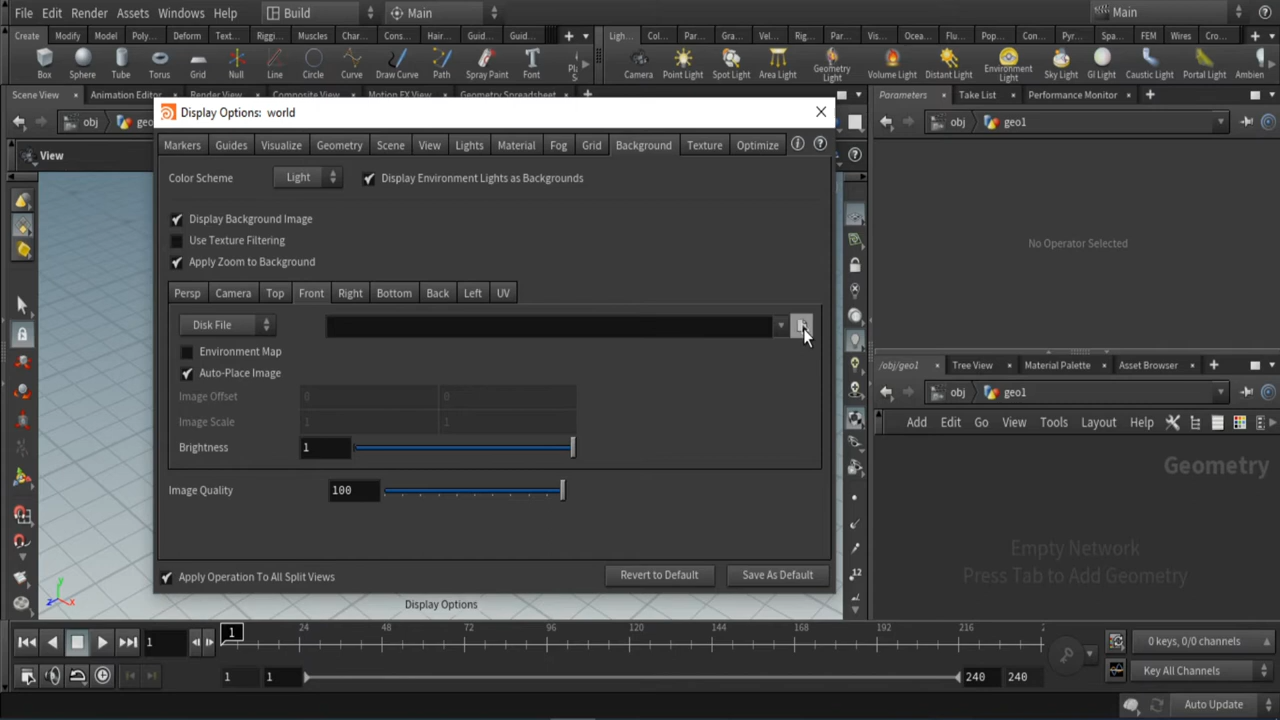 File Edit Render Assets Windows Help Build Main Main
Create Modify Model Poly... Deform Text... Riggi... Muscles Char... Cons... Hair... Guid... Guid... Ligh... Col... Par... Gra... Vel... Rig... Par... Vis... Ocea... Flu... Pop... Con... Pyr... Spa... FEM Wires Cro...
Box Sphere Tube Torus Grid Null Line Circle Curve Draw Curve Path Spray Paint Font Camera Point Light Spot Light Area Light Geometry Light Volume Light Distant Light Environment Light Sky Light GI Light Caustic Light Portal Light Ambien
Scene View Animation Editor Render View Composite View Motion FX View Geometry Spreadsheet Parameters Take List Performance Monitor
obj geo1
Display Options: world
obj geo1
View
Markers Guides Visualize Geometry Scene View Lights Material Fog Grid Background Texture Optimize
Color Scheme Light Display Environment Lights as Backgrounds
Display Background Image
Use Texture Filtering
Apply Zoom to Background
No Operator Selected
Persp Camera Top Front Right Bottom Back Left UV
Disk File
Environment Map
Auto-Place Image
Image Offset 0 0
Image Scale 1 1
Brightness 1
Image Quality 100
/obj/geo1 Tree View Material Palette Asset Browser
obj geo1
Add Edit Go View Tools Layout Help
Geometry
Empty Network
Press Tab to Add Geometry
.12
Apply Operation To All Split Views Revert to Default Save As Default
y
z x
Display Options
1 1 24 48 72 96 120 144 168 192 216 2 0 keys, 0/0 channels
1 1 240 240 Key All Channels
Auto Update